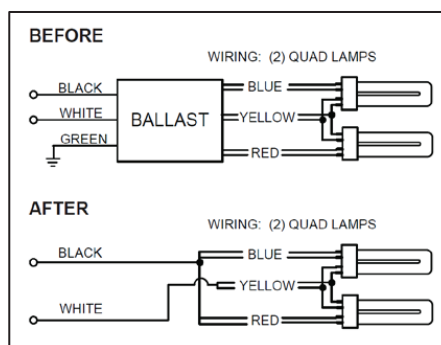 BEFORE
WIRING: (2) QUAD LAMPS
BLACK
BLUE
WHITE
BALLAST
YELLOW
GREEN
RED
AFTER
WIRING: (2) QUAD LAMPS
BLACK
BLUE
YELLOW
WHITE
RED